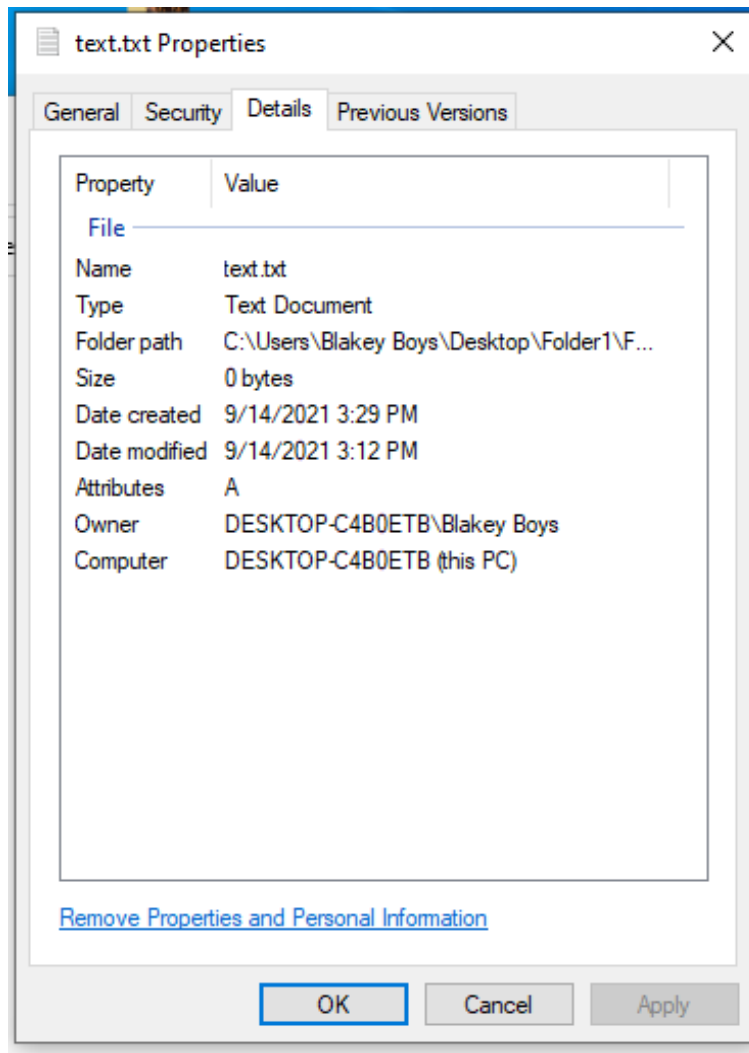 text.txt Properties
General Security Details Previous Versions
Property Value
File
Name text.txt
Type Text Document
Folder path C:\Users\Blakey Boys\Desktop\Folder1\F...
Size 0 bytes
Date created 9/14/2021 3:29 PM
Date modified 9/14/2021 3:12 PM
Attributes A
Owner DESKTOP-C4B0ETB\Blakey Boys
Computer DESKTOP-C4B0ETB (this PC)
Remove Properties and Personal Information
OK Cancel Apply